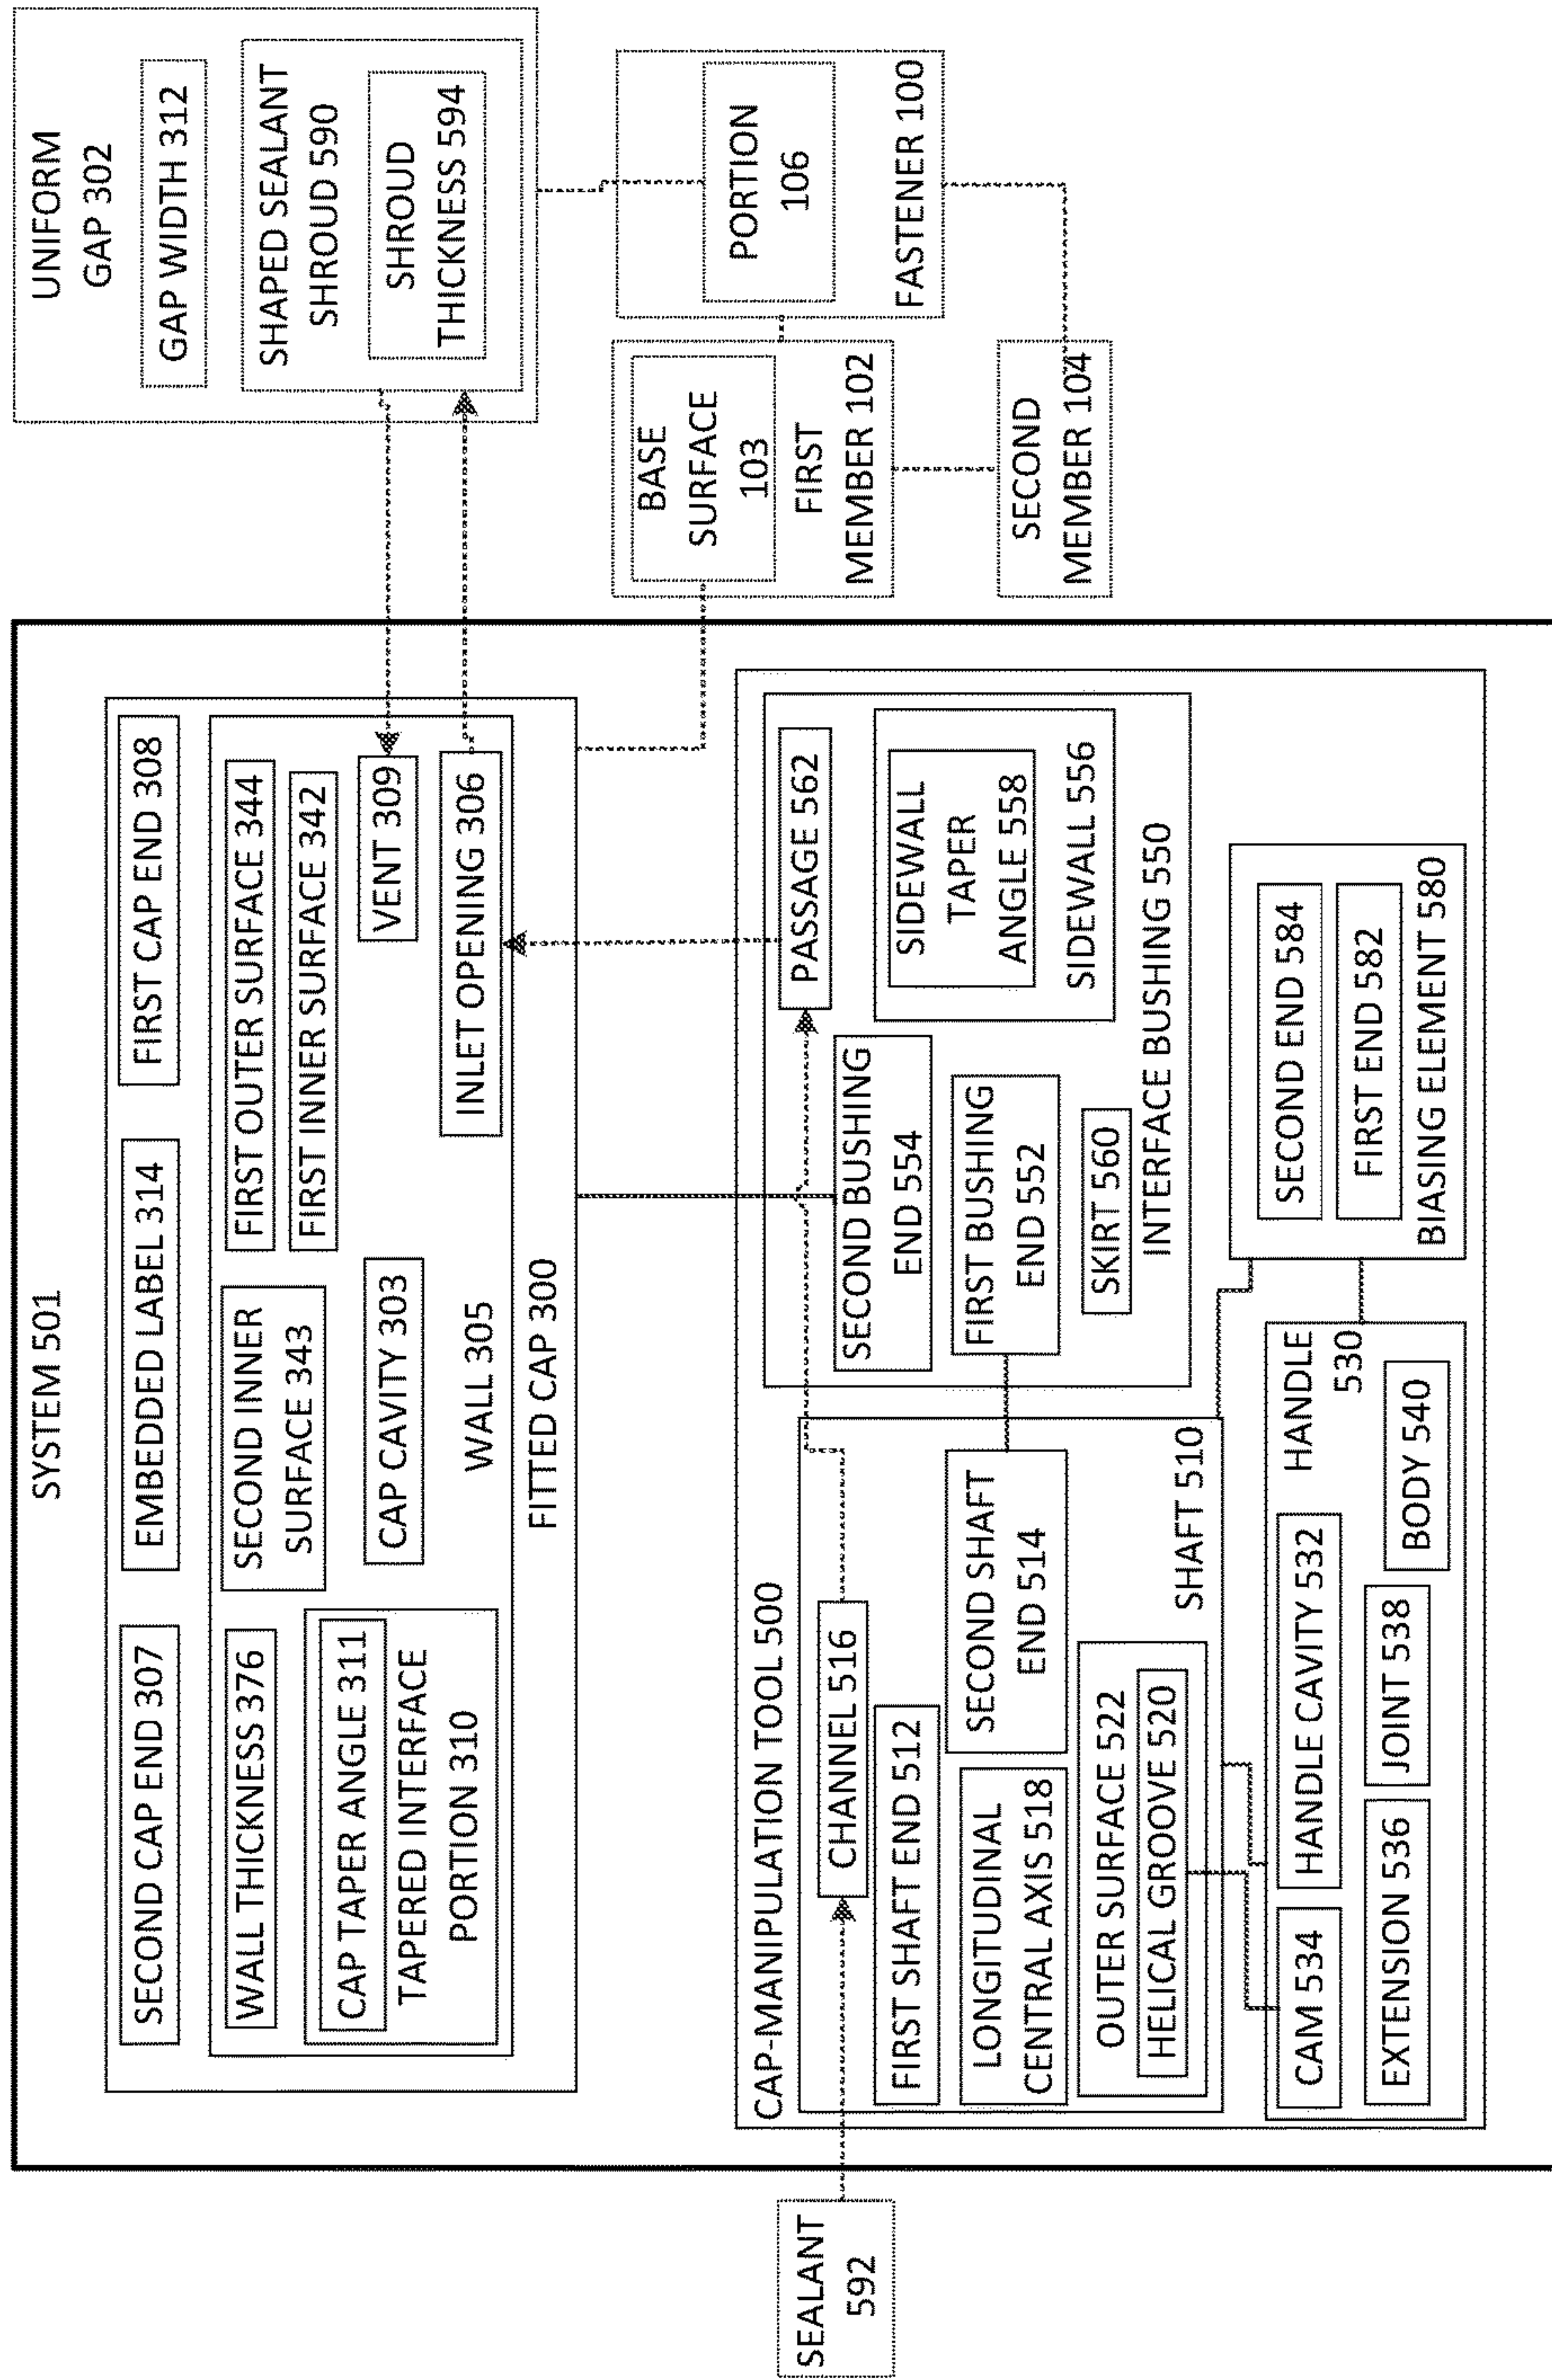 SYSTEM 501
SECOND CAP END 307
EMBEDDED LABEL 314
FIRST CAP END 308
WALL THICKNESS 376
CAP TAPER ANGLE 311
TAPERED INTERFACE
PORTION 310
SECOND INNER
SURFACE 343
CAP CAVITY 303
WALL 305
FIRST OUTER SURFACE 344
FIRST INNER SURFACE 342
VENT 309
INLET OPENING 306
FITTED CAP 300
UNIFORM
GAP 302
GAP WIDTH 312
SHAPED SEALANT
SHROUD 590
SHROUD
THICKNESS 594
BASE
SURFACE
103
FIRST
MEMBER 102
PORTION
106
FASTENER 100
SECOND
MEMBER 104
SEALANT
592
CAP-MANIPULATION TOOL 500
CHANNEL 516
FIRST SHAFT END 512
LONGITUDINAL
CENTRAL AXIS 518
SECOND SHAFT
END 514
OUTER SURFACE 522
HELICAL GROOVE 520
SHAFT 510
PASSAGE 562
SECOND BUSHING
END 554
FIRST BUSHING
END 552
SKIRT 560
SIDEWALL
TAPER
ANGLE 558
SIDEWALL 556
INTERFACE BUSHING 550
CAM 534
HANDLE CAVITY 532
HANDLE
530
EXTENSION 536
JOINT 538
BODY 540
SECOND END 584
FIRST END 582
BIASING ELEMENT 580